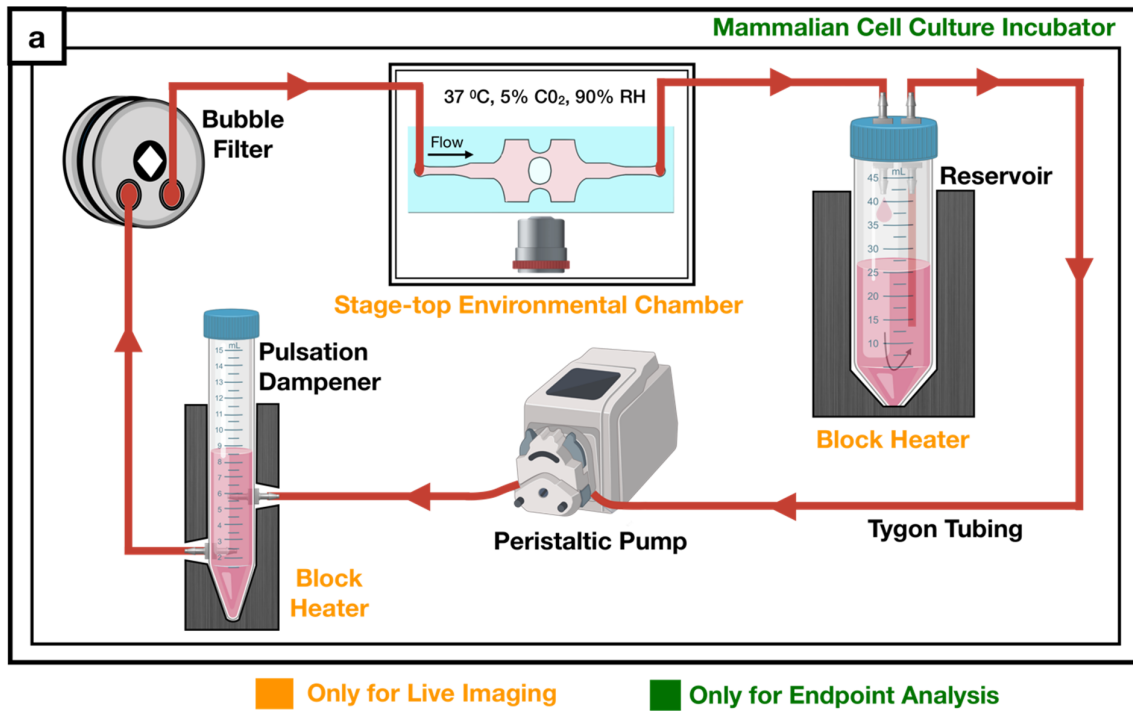 a
Mammalian Cell Culture Incubator
Bubble
Filter
37 ⁰C, 5% C0₂, 90% RH
Flow
Stage-top Environmental Chamber
Reservoir
mL
45
40
35
30
25
20
15
10
Block Heater
Pulsation
Dampener
mL
15
14
13
12
11
10
9
8
7
6
5
4
3
2
Block
Heater
Peristaltic Pump
Tygon Tubing
Only for Live Imaging
Only for Endpoint Analysis